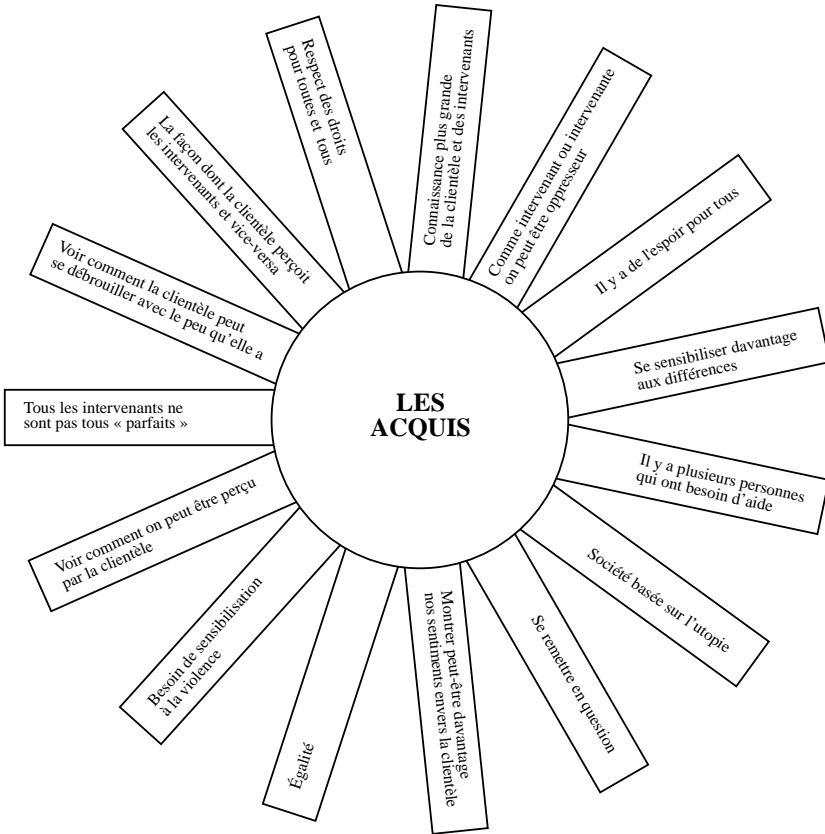 LES
ACQUIS
Connaissance plus grande
de la clientèle et des intervenants
Comme intervenant ou intervenante
on peut être oppresseur
Il y a de l'espoir pour tous
Se sensibiliser davantage
aux différences
Il y a plusieurs personnes
qui ont besoin d’aide
Société basée sur l’utopie
Se remettre en question
Montrer peut-être davantage
nos sentiments envers la clientèle
Égalité
Besoin de sensibilisation
à la violence
Voir comment on peut être perçu
par la clientèle
Tous les intervenants ne
sont pas tous « parfaits »
Voir comment la clientèle peut
se débrouiller avec le peu qu’elle a
La façon dont la clientèle perçoit
les intervenants et vice-versa
Respect des droits
pour toutes et tous